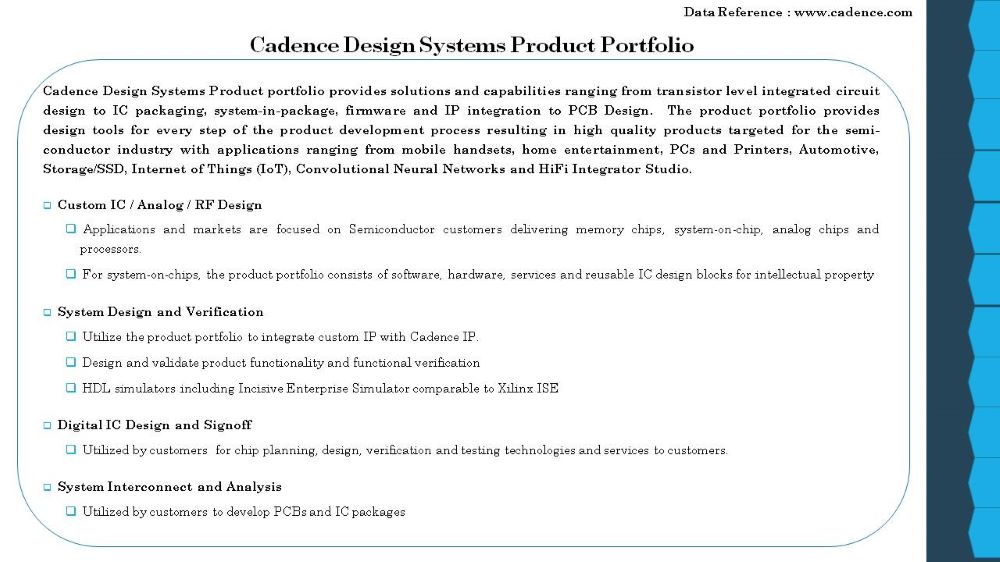 Data Reference : www.cadence.com
Cadence Design Systems Product Portfolio
Cadence Design Systems Product portfolio provides solutions and capabilities ranging from transistor level integrated circuit
design to IC packaging, system-in-package, firmware and IP integration to PCB Design. The product portfolio provides
design tools for every step of the product development process resulting in high quality products targeted for the semi-
conductor industry with applications ranging from mobile handsets, home entertainment, PCs and Printers, Automotive,
Storage/SSD, Internet of Things (IoT), Convolutional Neural Networks and HiFi Integrator Studio.
Custom IC / Analog / RF Design
Applications and markets are focused on Semiconductor customers delivering memory chips, system-on-chip, analog chips and
processors.
For system-on-chips, the product portfolio consists of software, hardware, services and reusable IC design blocks for intellectual property
System Design and Verification
Utilize the product portfolio to integrate custom IP with Cadence IP.
Design and validate product functionality and functional verification
HDL simulators including Incisive Enterprise Simulator comparable to Xilinx ISE
Digital IC Design and Signoff
Utilized by customers for chip planning, design, verification and testing technologies and services to customers.
System Interconnect and Analysis
Utilized by customers to develop PCBs and IC packages